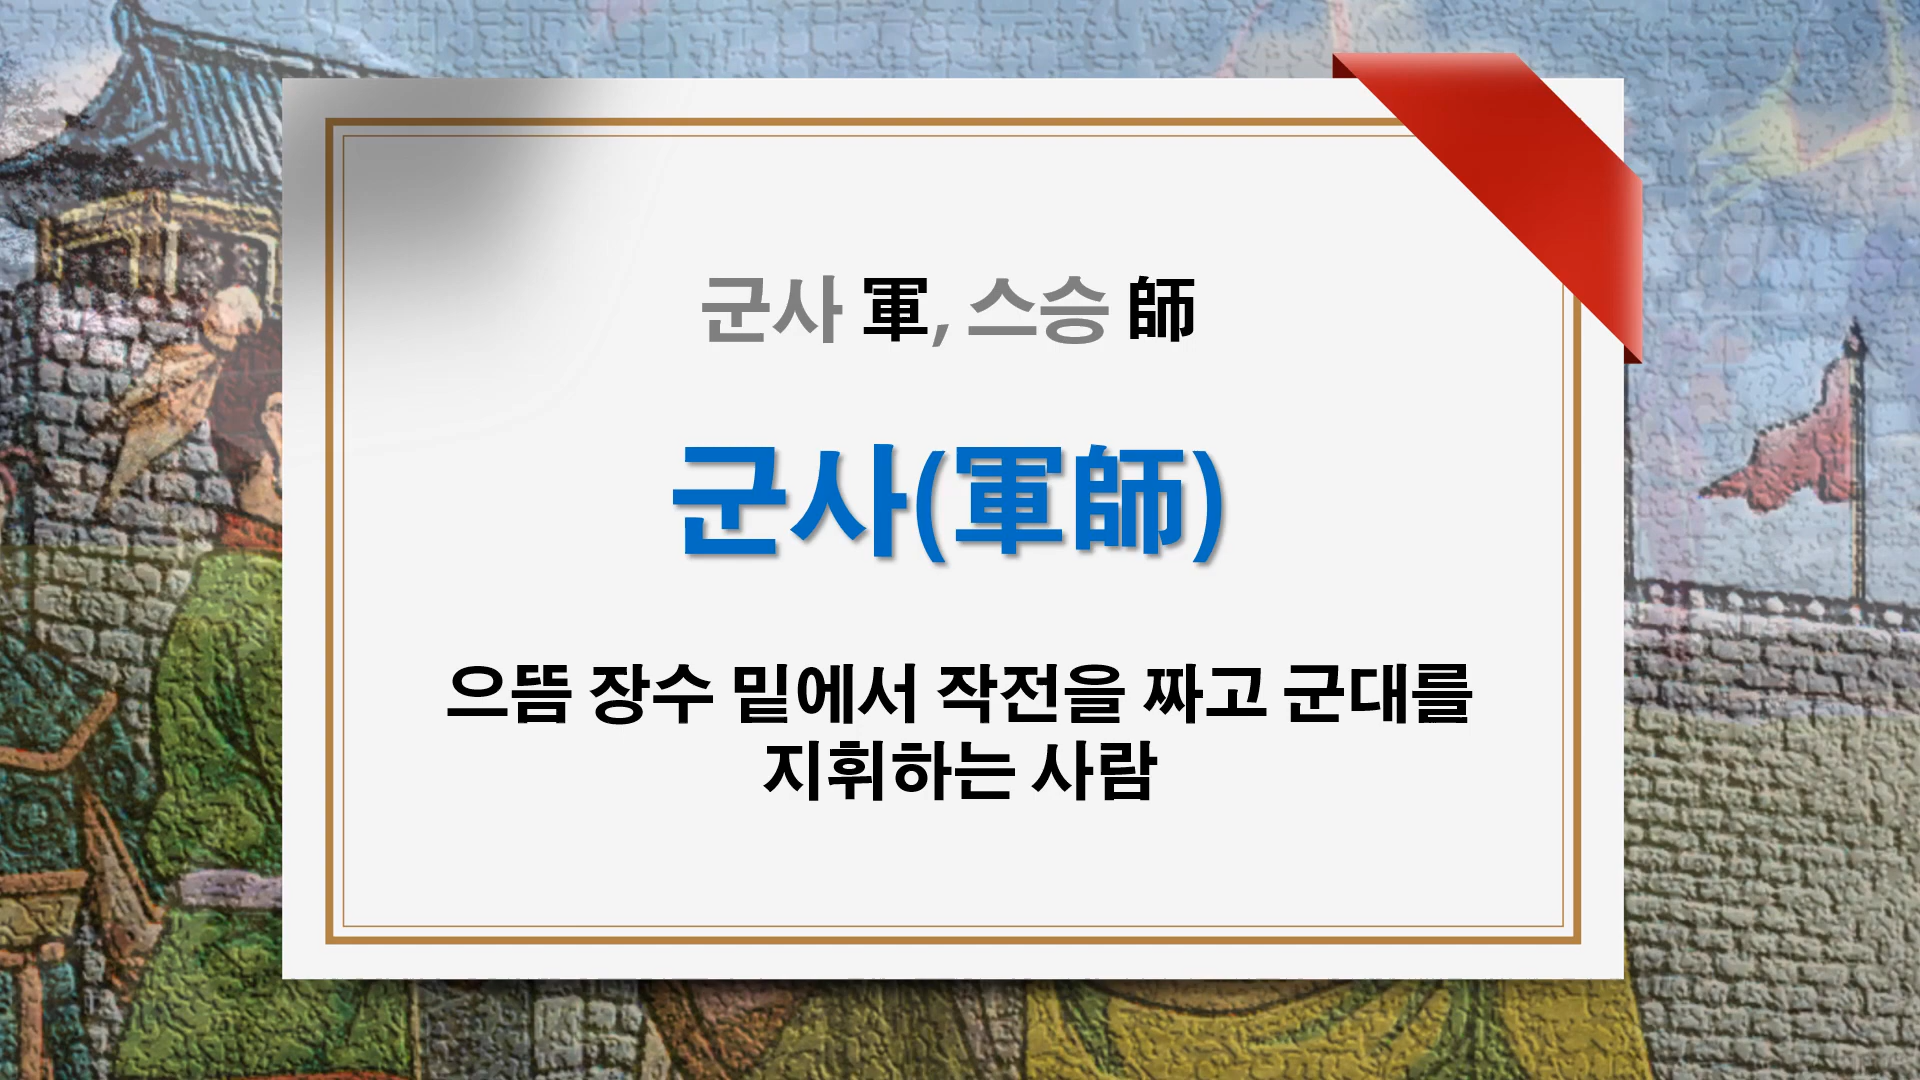 군사 軍, 스승 師
군사(軍師)
으뜸 장수 밑에서 작전을 짜고 군대를
지휘하는 사람